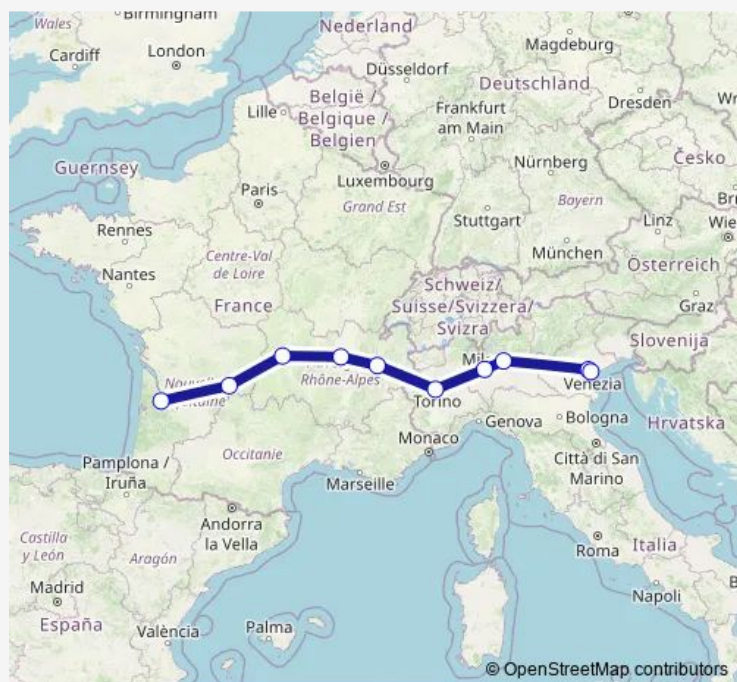 Wales
Birmingham
Cardiff
London
Nederland
Magdeburg
Düsseldorf
België /
Belgique /
Belgien
Deutschland
Lille
Dresden
Frankfurt
am Main
Guernsey
Luxembourg
Česko
Nürnberg
Paris
Grand Est
Bayern
Rennes
Stuttgart
Linz
Centre-Val
de Loire
München
Nantes
Österreich
France
Schweiz/
Suisse/Svizzera/
Svizra
Graz
Slovenija
Rhône-Alpes
Torino
Venezia
Genova
Bologna
Hrvatska
Occitanie
Monaco
Città di San
Marino
Pamplona /
Iruña
Marseille
Andorra
la Vella
Castilla
y León
Aragón
Roma
Italia
Madrid
España
Napoli
València
Palma
© OpenStreetMap contributors